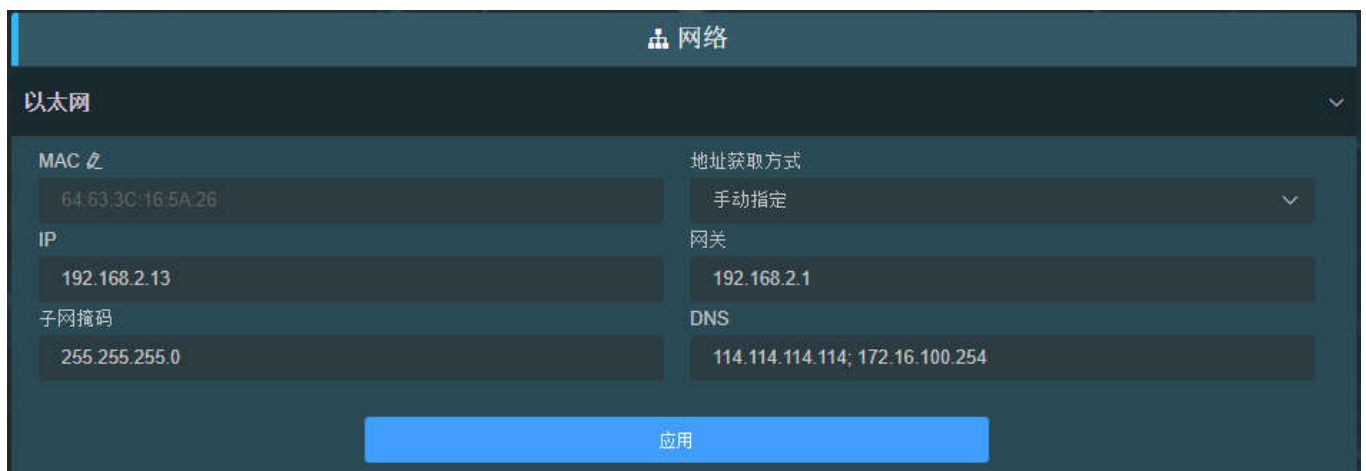 网络
以太网
MAC
地址获取方式
64:63:3C:16:5A:26
手动指定
IP
网关
192.168.2.13
192.168.2.1
子网掩码
DNS
255.255.255.0
114.114.114.114; 172.16.100.254
应用